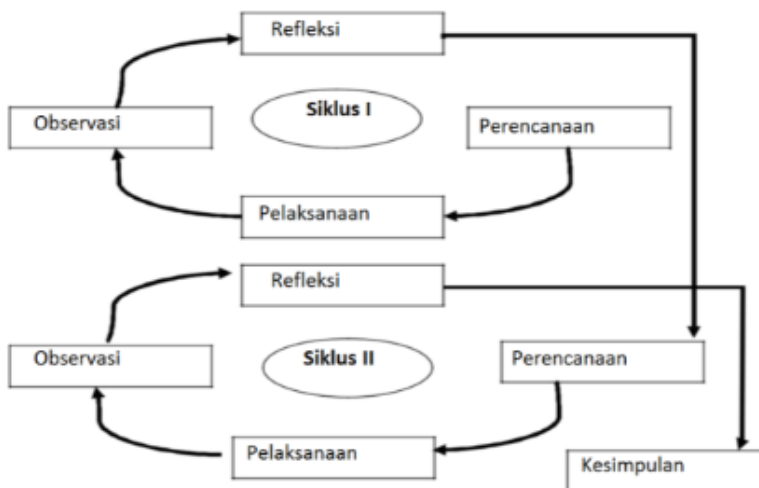 Refleksi
Siklus I
Observasi
Perencanaan
Pelaksanaan
Refleksi
Siklus II
Observasi
Perencanaan
Pelaksanaan
Kesimpulan